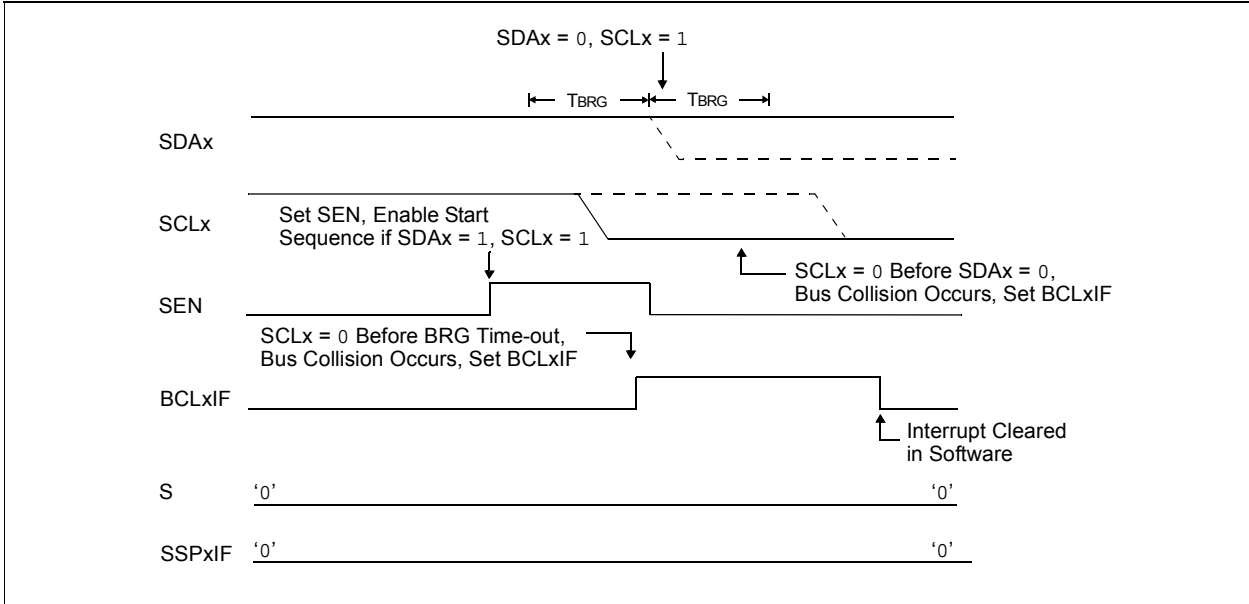 SDAx = 0, SCLx = 1
TBRG TBRG
SDAx
SCLx
Set SEN, Enable Start
Sequence if SDAx = 1, SCLx = 1
SCLx = 0 Before SDAx = 0,
Bus Collision Occurs, Set BCLxIF
SEN
SCLx = 0 Before BRG Time-out,
Bus Collision Occurs, Set BCLxIF
BCLxIF
Interrupt Cleared
in Software
S ‘0’ ‘0’
SSPxIF ‘0’ ‘0’